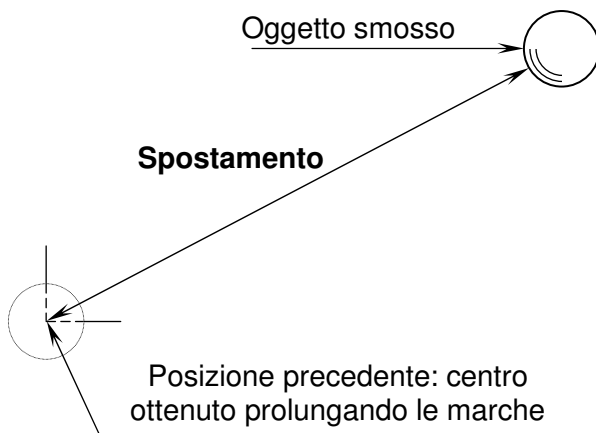 Oggetto smosso
Spostamento
Posizione precedente: centro
ottenuto prolungando le marche